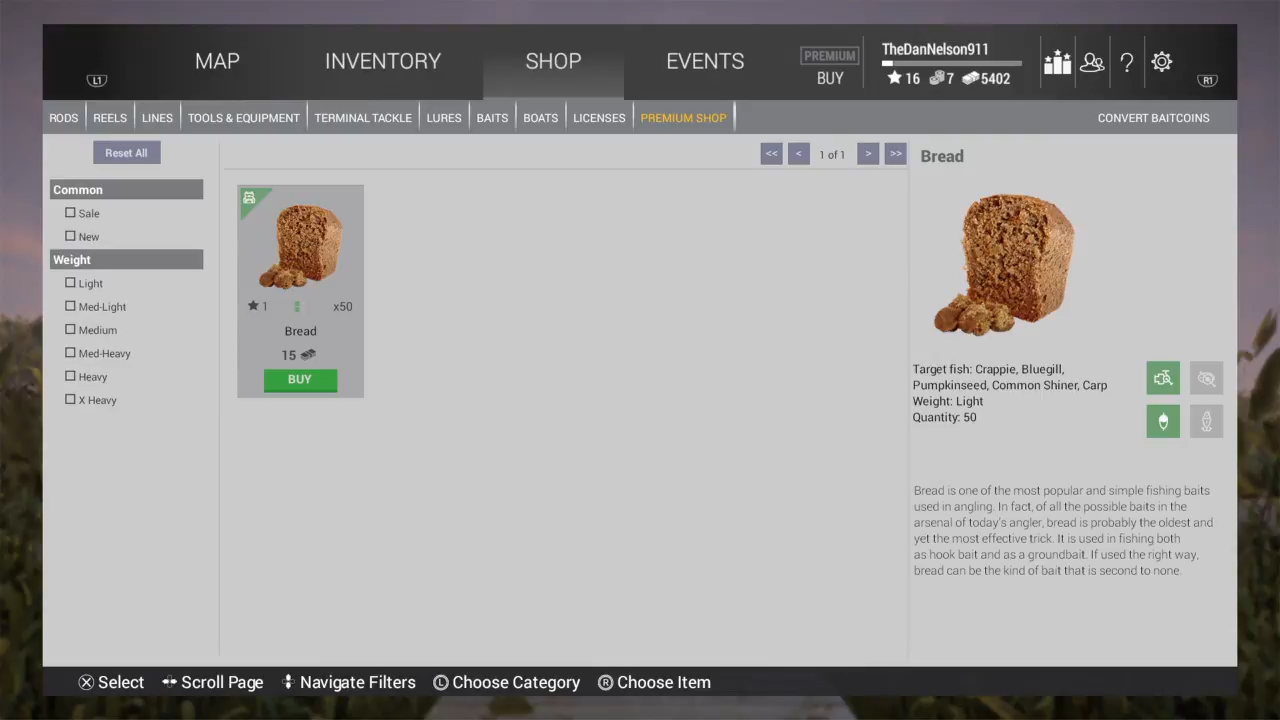 L1
MAP
INVENTORY
SHOP
EVENTS
PREMIUM
BUY
TheDanNelson911
16 7 5402
?
R1
RODS
REELS
LINES
TOOLS & EQUIPMENT
TERMINAL TACKLE
LURES
BAITS
BOATS
LICENSES
PREMIUM SHOP
CONVERT BAITCOINS
Reset All
Common
Sale
New
Weight
Light
Med-Light
Medium
Med-Heavy
Heavy
X Heavy
<< < 1 of 1 > >>
1 x50
Bread
15
BUY
Bread
Target fish: Crappie, Bluegill,
Pumpkinseed, Common Shiner, Carp
Weight: Light
Quantity: 50
Bread is one of the most popular and simple fishing baits
used in angling. In fact, of all the possible baits in the
arsenal of today's angler, bread is probably the oldest and
yet the most effective trick. It is used in fishing both
as hook bait and as a groundbait. If used the right way,
bread can be the kind of bait that is second to none.
Select
Scroll Page
Navigate Filters
L Choose Category
R Choose Item